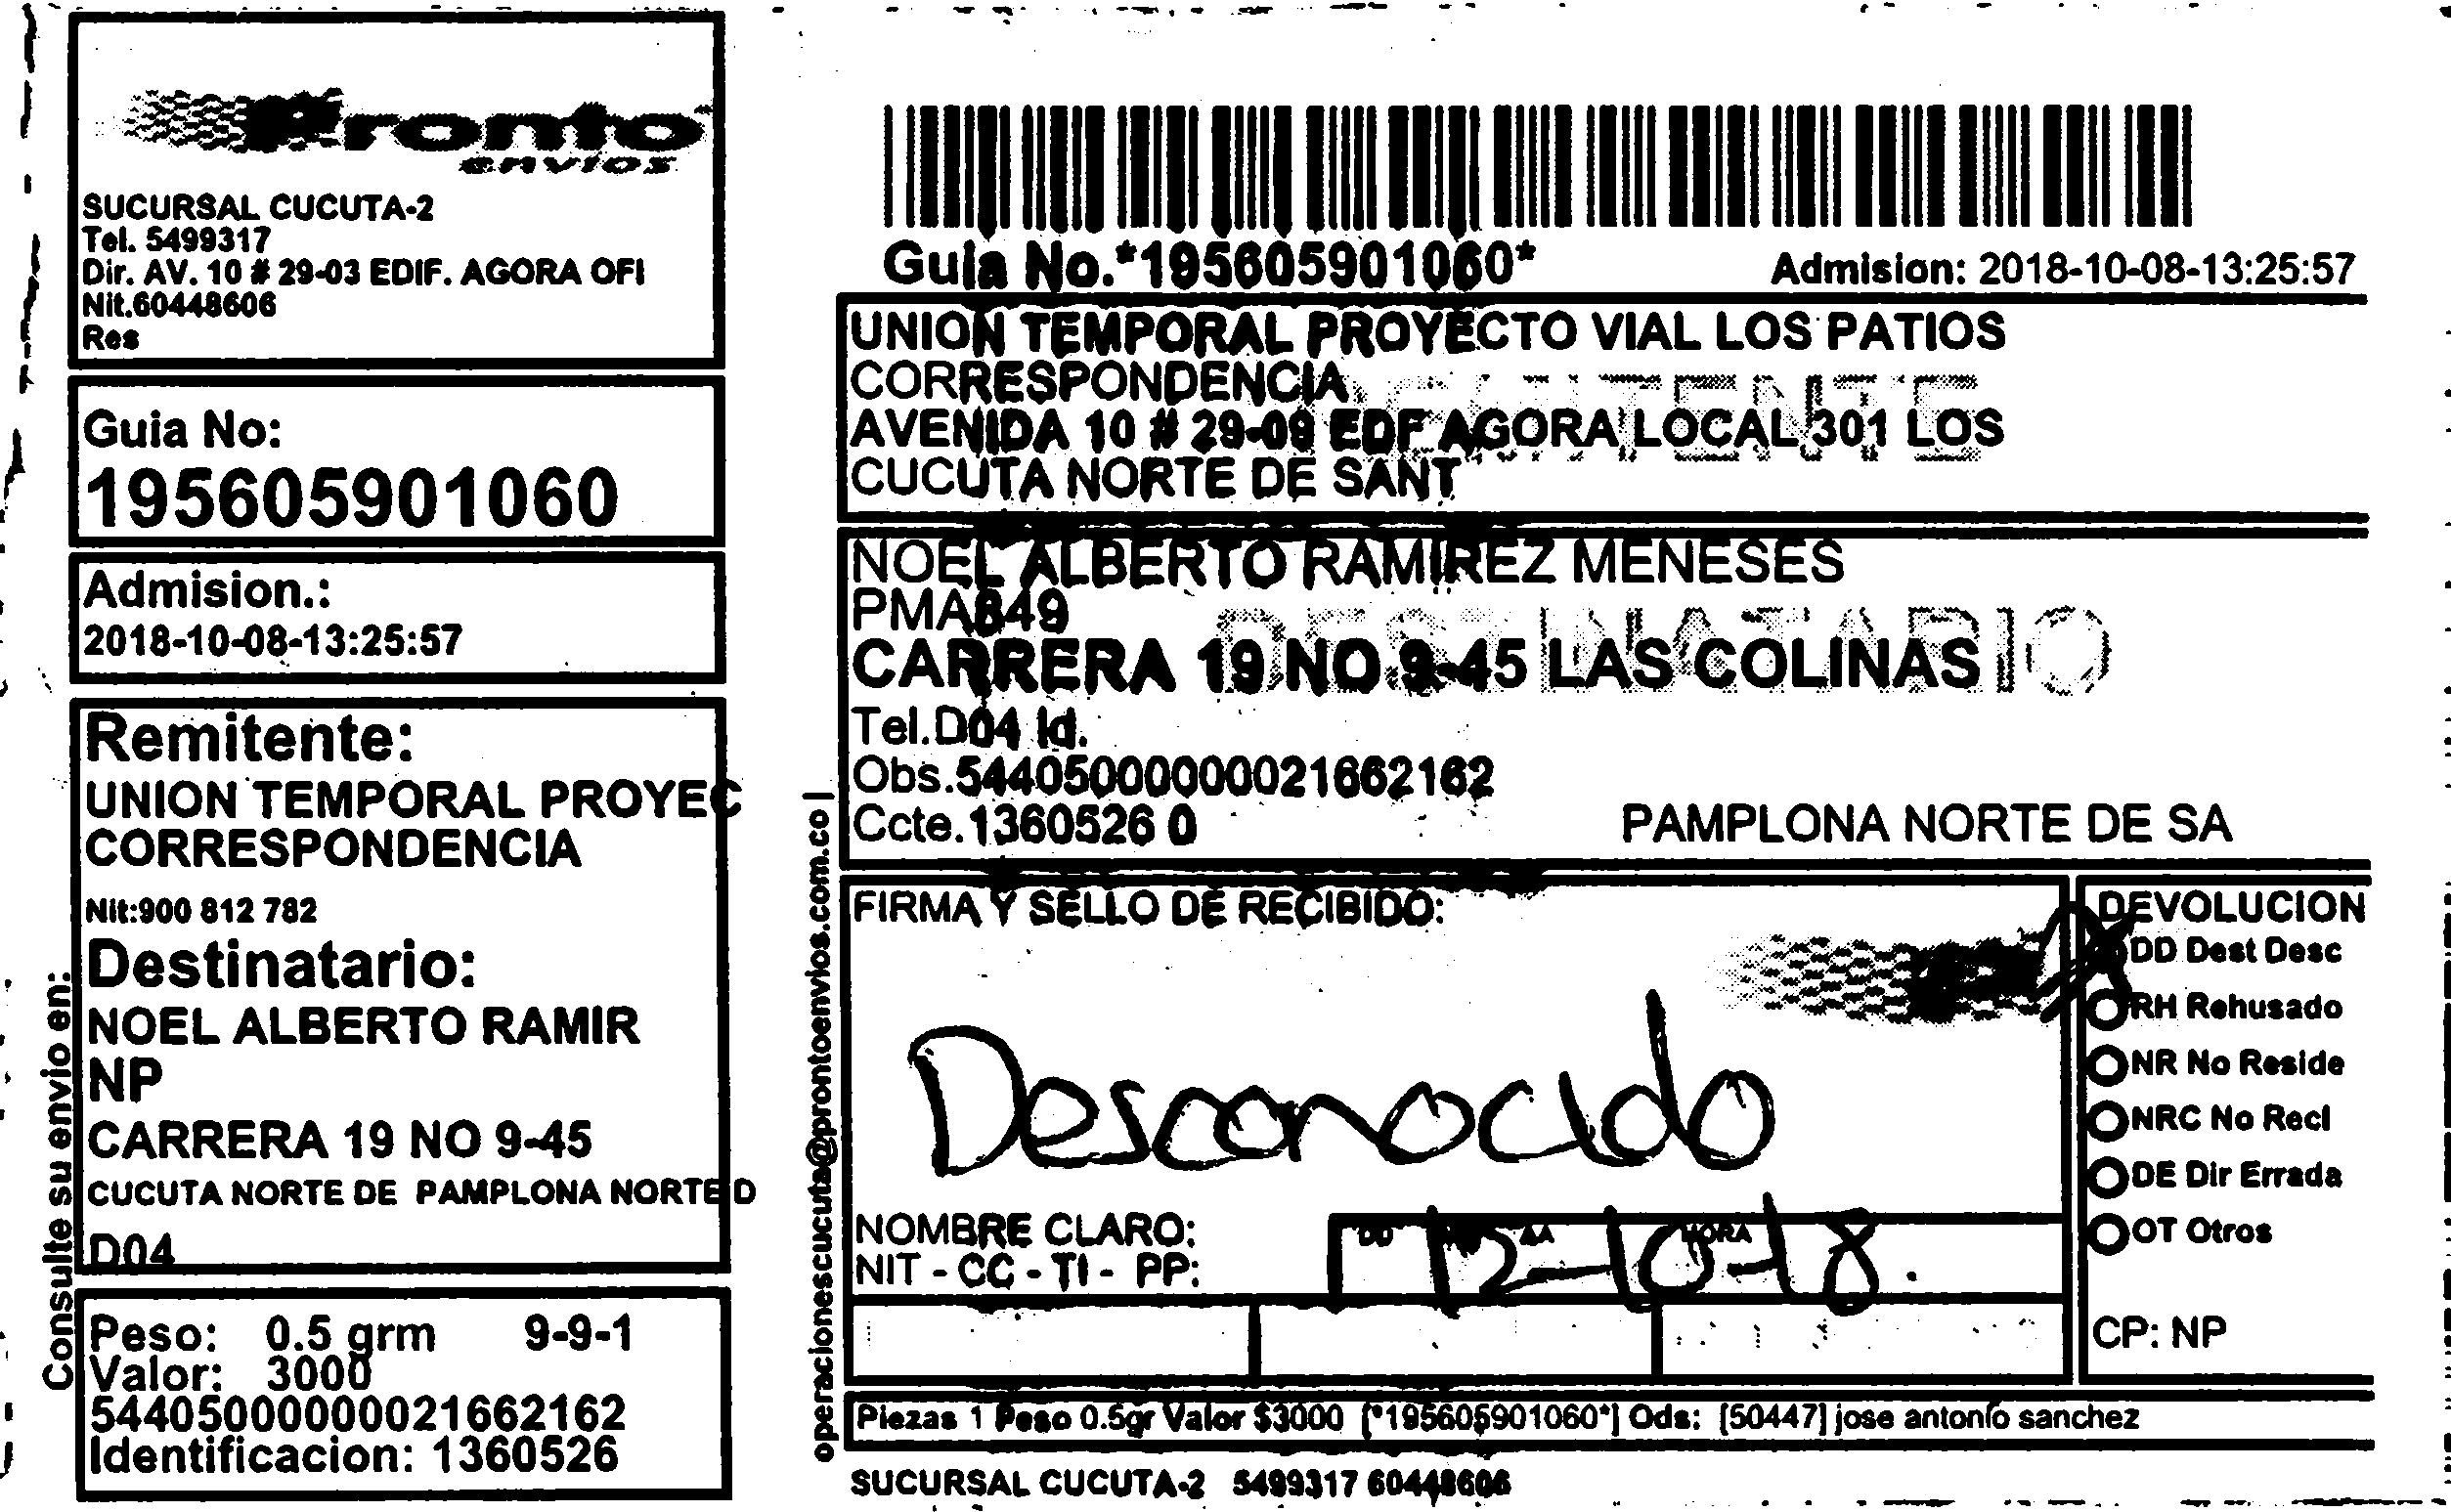 Pronto
envios
SUCURSAL CUCUTA-2
Tel. 5499317
Dir. AV. 10 # 29-03 EDIF. AGORA OFI
Nit.60448606
Res
Guia No:
195605901060
Admision.:
2018-10-08-13:25:57
Remitente:
UNION TEMPORAL PROYEC
CORRESPONDENCIA
Nit:900 812 782
Destinatario:
NOEL ALBERTO RAMIR
NP
CARRERA 19 NO 9-45
CUCUTA NORTE DE PAMPLONA NORTE D
D04
Peso: 0.5 grm 9-9-1
Valor: 3000
544050000000021662162
Identificacion: 1360526
Consulte su envio en:
operacionescucuta@prontoenvios.com.co |
Guia No.*195605901060*
Admision: 2018-10-08-13:25:57
UNION TEMPORAL PROYECTO VIAL LOS PATIOS
CORRESPONDENCIA
REMITENTE
AVENIDA 10 # 29-09 EDF AGORA LOCAL 301 LOS
CUCUTA NORTE DE SANT
NOEL ALBERTO RAMIREZ MENESES
PMA849
DESTINATARIO
CARRERA 19 NO 9-45 LAS COLINAS
Tel.D04 Id.
Obs.544050000000021662162
Ccte.1360526 0
PAMPLONA NORTE DE SA
FIRMA Y SELLO DE RECIBIDO:
Desconocido
NOMBRE CLARO:
NIT - CC - TI - PP:
DD AA HORA
12-10-18
DEVOLUCION
DD Dest Desc
RH Rehusado
NR No Reside
NRC No Recl
DE Dir Errada
OT Otros
CP: NP
Piezas 1 Peso 0.5gr Valor $3000 [*195605901060*] Ods: [50447] jose antonio sanchez
SUCURSAL CUCUTA-2 5499317 60448606